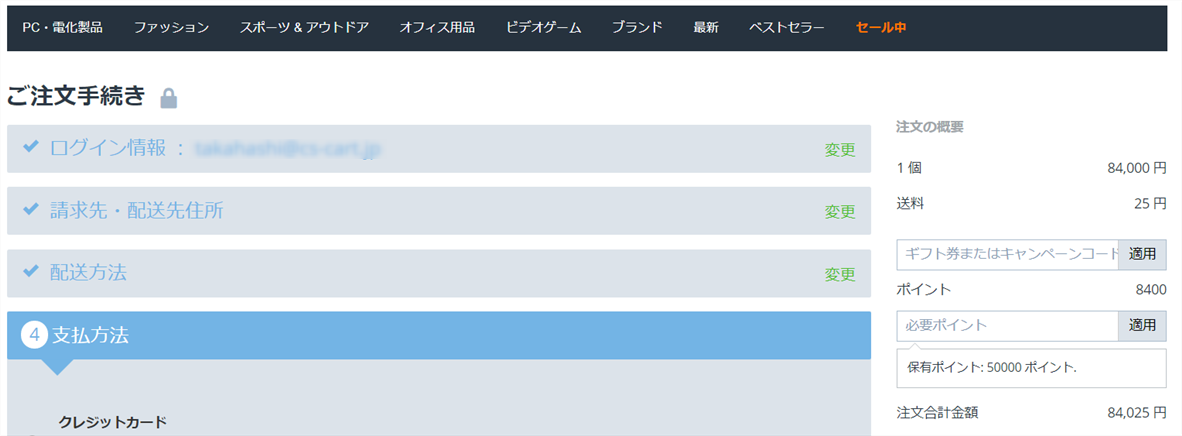 PC・電化製品 ファッション スポーツ & アウトドア オフィス用品 ビデオゲーム ブランド 最新 ベストセラー セール中
ご注文手続き
ログイン情報 :
変更
請求先・配送先住所
変更
配送方法
変更
4 支払方法
クレジットカード
注文の概要
1 個 84,000 円
送料 25 円
ギフト券またはキャンペーンコード 適用
ポイント 8400
必要ポイント 適用
保有ポイント: 50000 ポイント.
注文合計金額 84,025 円